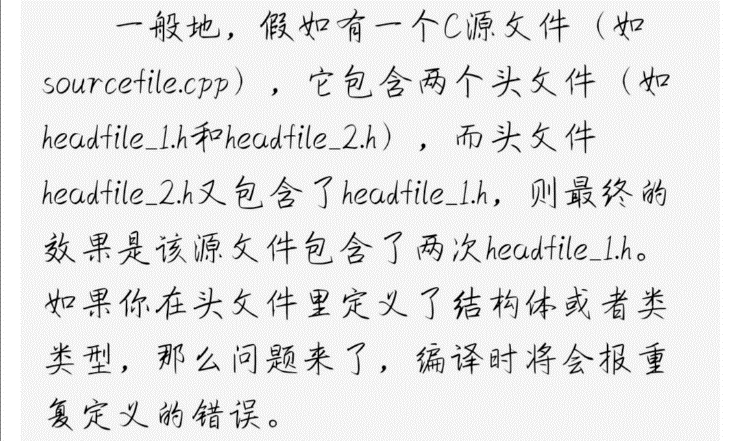 一般地，假如有一个C源文件（如
sourcefile.cpp），它包含两个头文件（如
headfile_1.h和headfile_2.h），而头文件
headfile_2.h又包含了headfile_1.h，则最终的
效果是该源文件包含了两次headfile_1.h。
如果你在头文件里定义了结构体或者类
类型，那么问题来了，编译时将会报重
复定义的错误。